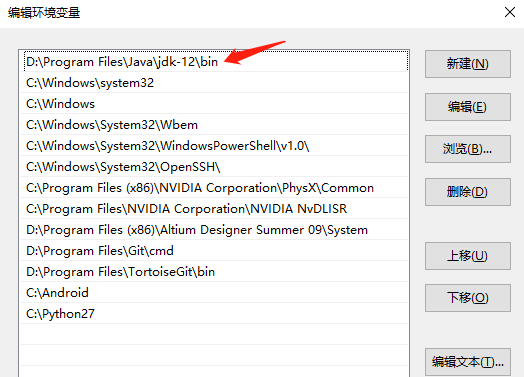 编辑环境变量
D:\Program Files\Java\jdk-12\bin
新建(N)
C:\Windows\system32
C:\Windows
编辑(E)
C:\Windows\System32\Wbem
C:\Windows\System32\WindowsPowerShell\v1.0\
浏览(B)...
C:\Windows\System32\OpenSSH\
C:\Program Files (x86)\NVIDIA Corporation\PhysX\Common
删除(D)
C:\Program Files\NVIDIA Corporation\NVIDIA NvDLISR
D:\Program Files (x86)\Altium Designer Summer 09\System
D:\Program Files\Git\cmd
上移(U)
D:\Program Files\TortoiseGit\bin
C:\Android
下移(O)
C:\Python27
编辑文本(T)...